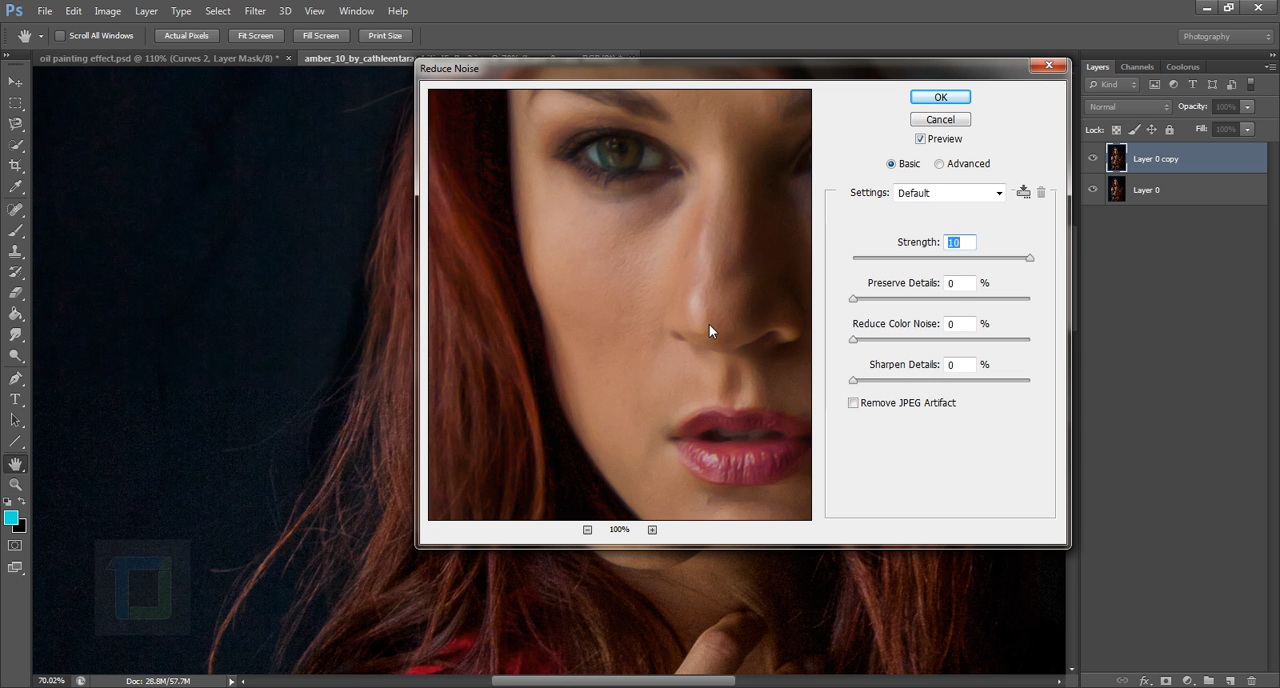 Ps File Edit Image Layer Type Select Filter 3D View Window Help
Scroll All Windows Actual Pixels Fit Screen Fill Screen Print Size Photography
oil painting effect.psd @ 110% (Curves 2, Layer Mask/8) * × amber_10_by_cathleentara
Reduce Noise
Layers Channels Coolorus
OK
Kind
Normal Opacity: 100%
Cancel
Lock: Fill: 100%
Preview
Basic Advanced
Layer 0 copy
Settings: Default
Layer 0
Strength: 10
Preserve Details: 0 %
Reduce Color Noise: 0 %
Sharpen Details: 0 %
Remove JPEG Artifact
100%
70.02% Doc: 28.8M/57.7M